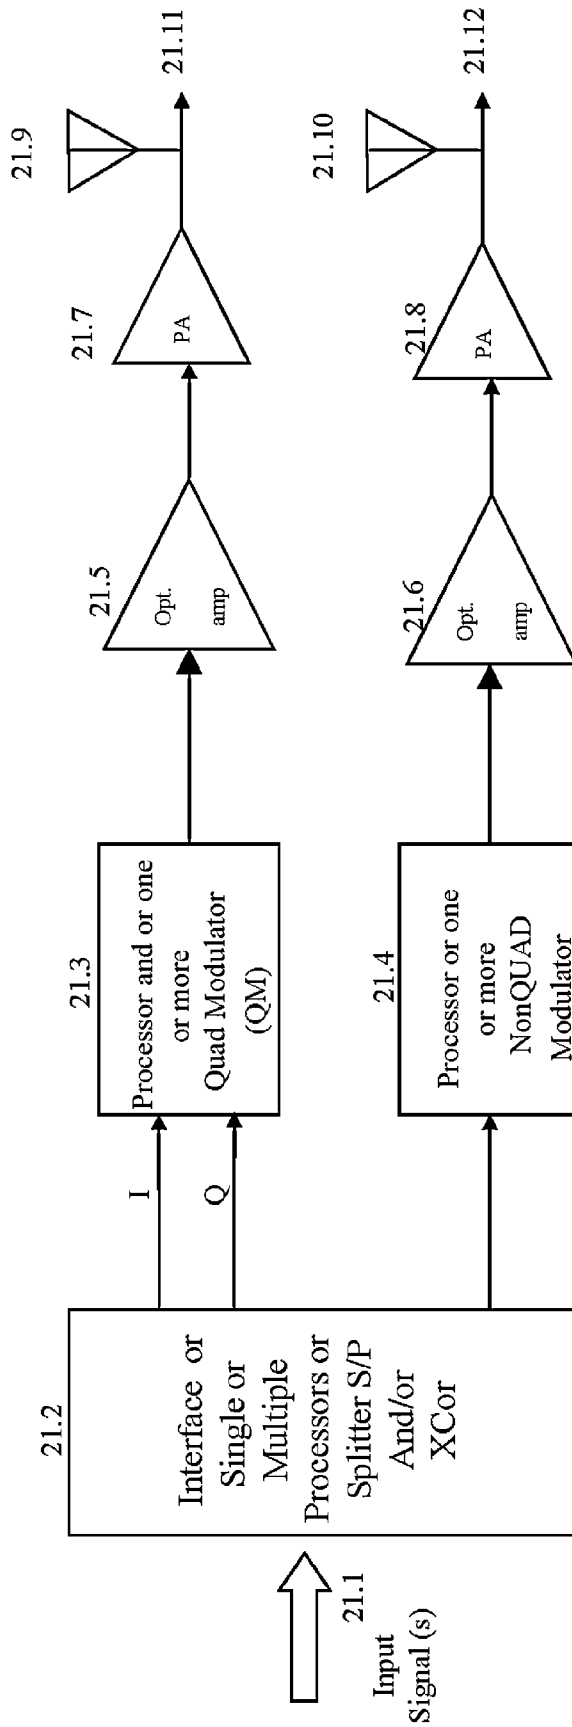 Input
Signal (s)
21.1
21.2
Interface or
Single or
Multiple
Processors or
Splitter S/P
And/or
XCor
I
Q
21.3
Processor and or one
or more
Quad Modulator
(QM)
21.5
Opt.
amp
21.7
PA
21.9
21.11
21.4
Processor or one
or more
NonQUAD
Modulator
21.6
Opt.
amp
21.8
PA
21.10
21.12